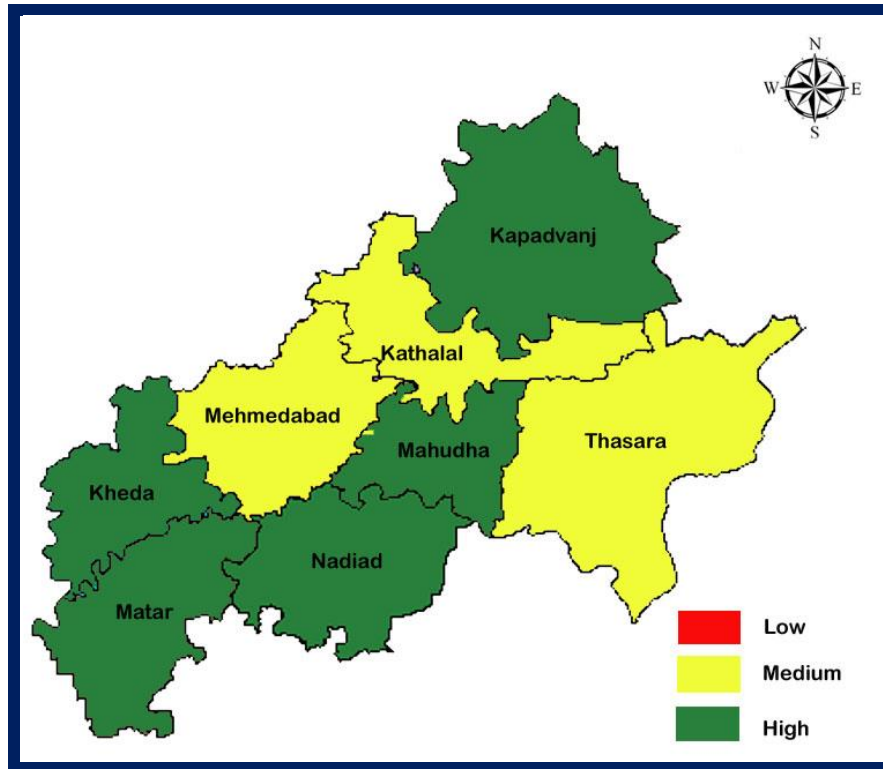 N
W E
S
Kapadvanj
Kathalal
Mehmedabad
Mahudha
Thasara
Kheda
Nadiad
Matar
Low
Medium
High